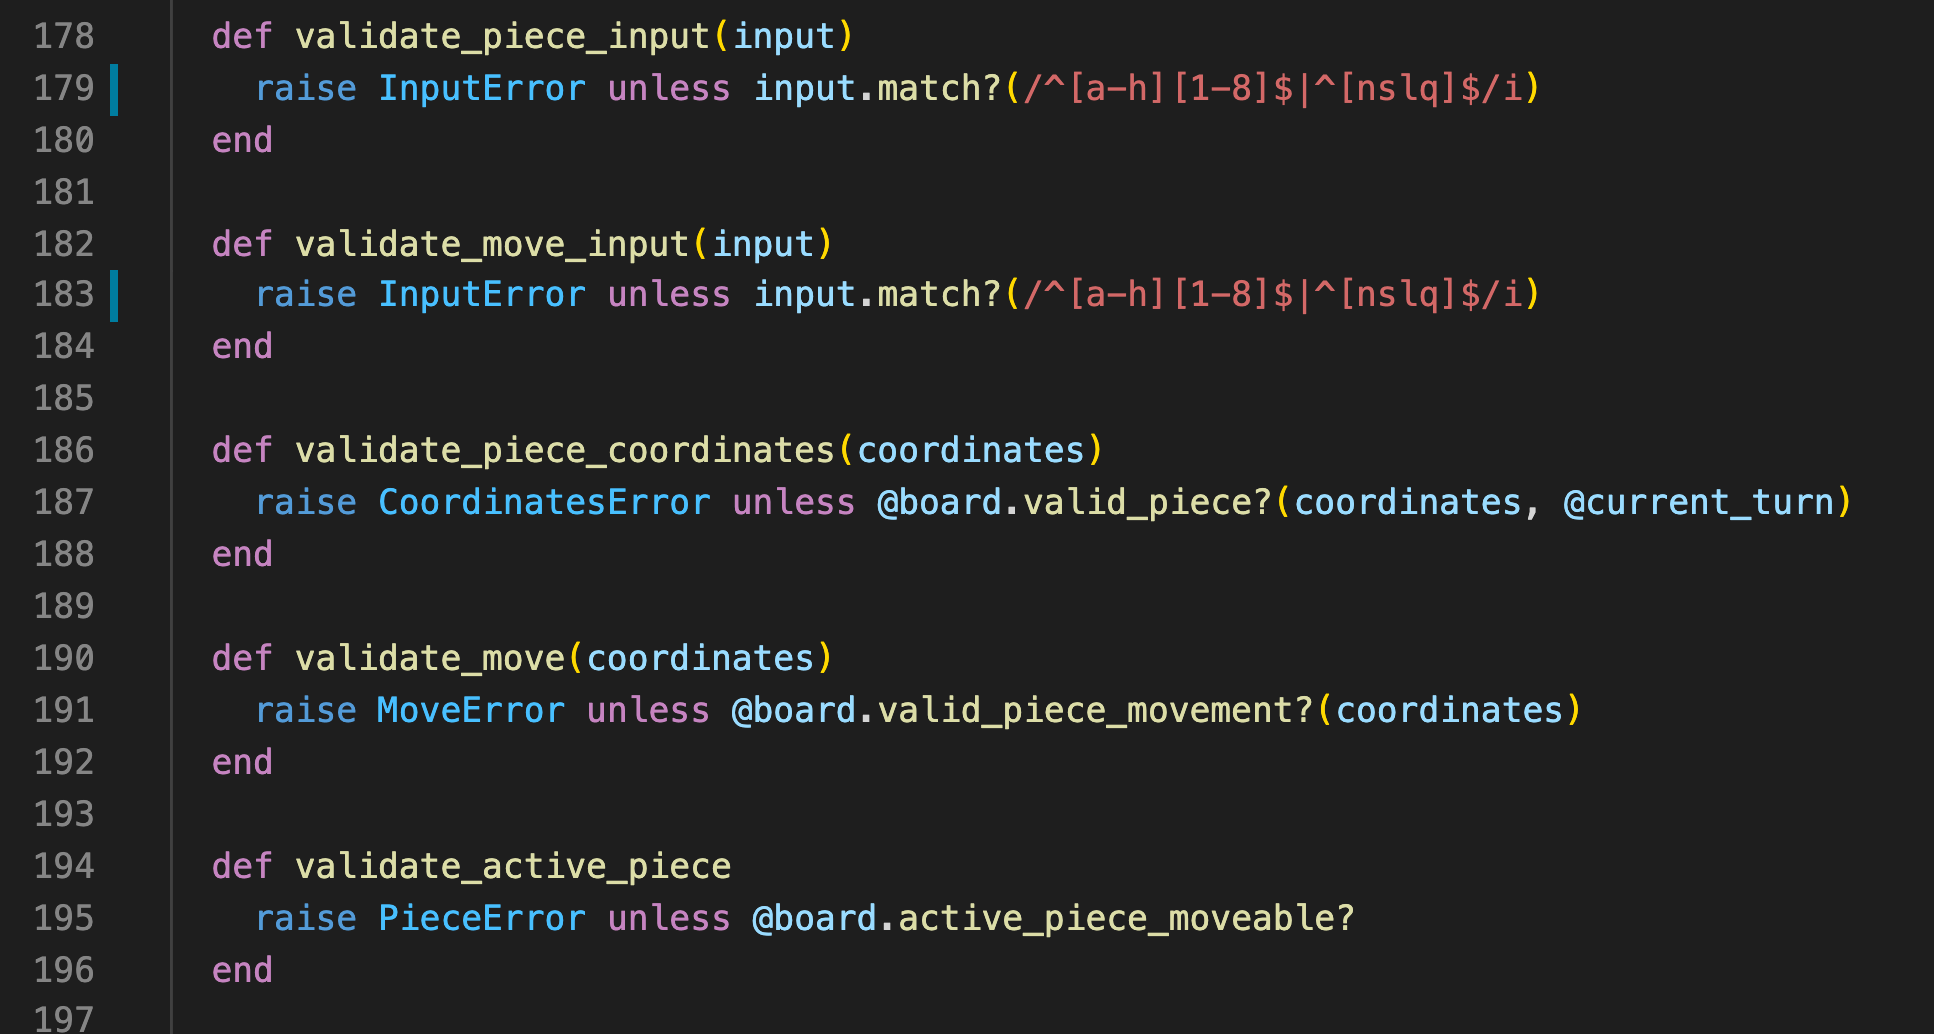 178 def validate_piece_input(input)
179 raise InputError unless input.match?(/^[a-h][1-8]$|^[nslq]$/i)
180 end
181
182 def validate_move_input(input)
183 raise InputError unless input.match?(/^[a-h][1-8]$|^[nslq]$/i)
184 end
185
186 def validate_piece_coordinates(coordinates)
187 raise CoordinatesError unless @board.valid_piece?(coordinates, @current_turn)
188 end
189
190 def validate_move(coordinates)
191 raise MoveError unless @board.valid_piece_movement?(coordinates)
192 end
193
194 def validate_active_piece
195 raise PieceError unless @board.active_piece_moveable?
196 end
197